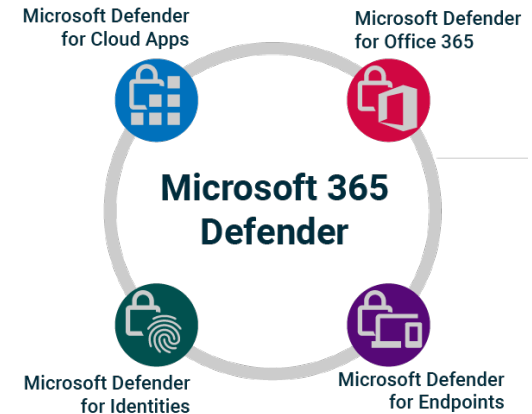 Microsoft Defender
for Cloud Apps
Microsoft Defender
for Office 365
Microsoft 365
Defender
Microsoft Defender
for Identities
Microsoft Defender
for Endpoints